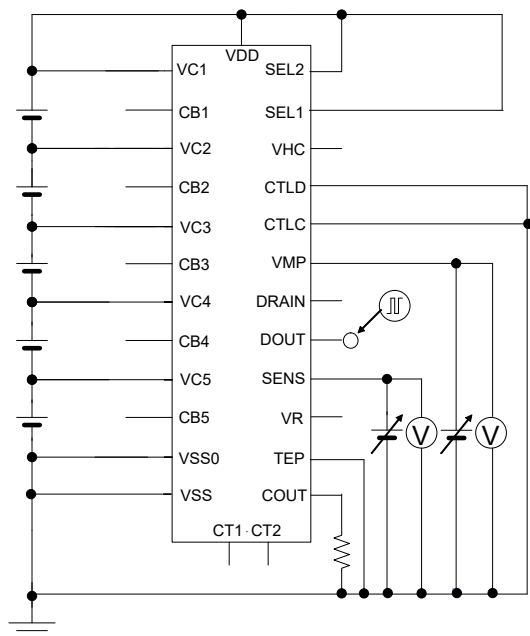 VDD
VC1
SEL2
CB1
SEL1
VC2
VHC
CB2
CTLD
VC3
CTLC
CB3
VMP
VC4
DRAIN
CB4
DOUT
VC5
SENS
CB5
VR
V
V
VSS0
TEP
VSS
COUT
CT1 CT2